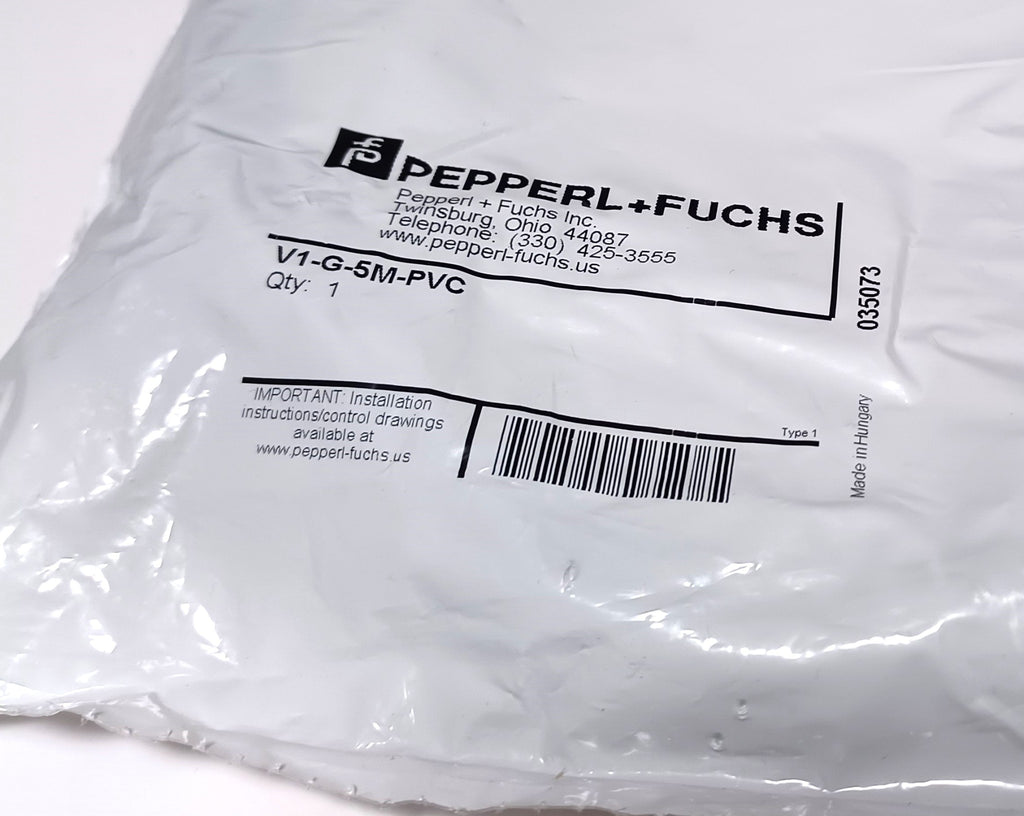 PEPPERL+FUCHS
Pepperl + Fuchs Inc.
Twinsburg, Ohio 44087
Telephone: (330) 425-3555
www.pepperl-fuchs.us
V1-G-5M-PVC
Qty: 1
035073
IMPORTANT: Installation
instructions/control drawings
available at
www.pepperl-fuchs.us
Type 1
Made in Hungary